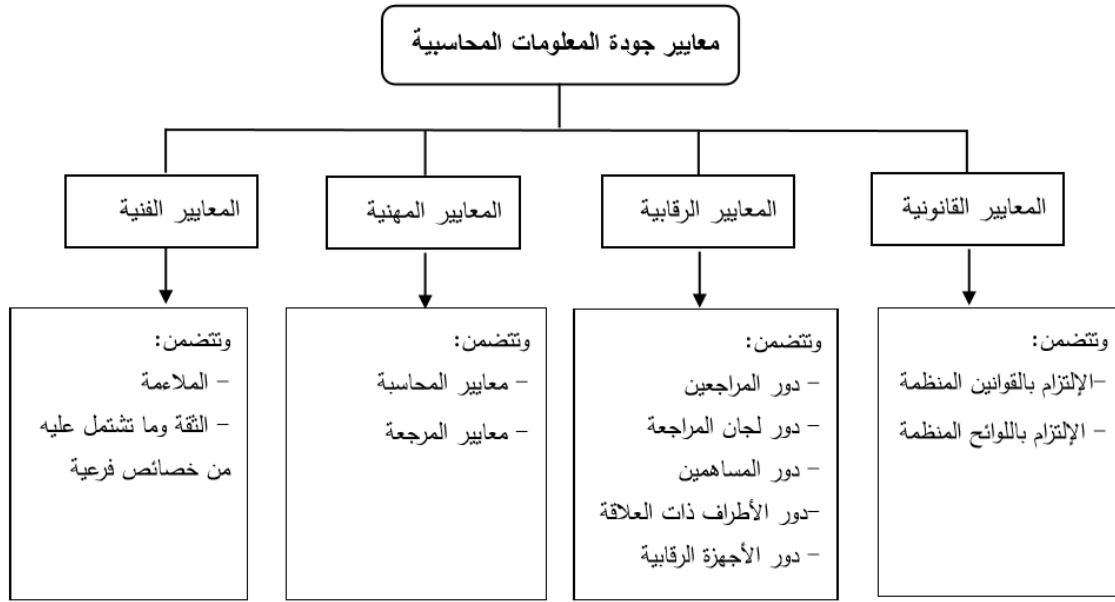 معايير جودة المعلومات المحاسبية
المعايير القانونية
المعايير الرقابية
المعايير المهنية
المعايير الفنية
وتتضمن:
–الإلتزام بالقوانين المنظمة
– الإلتزام باللوائح المنظمة
وتتضمن:
– دور المراجعين
– دور لجان المراجعة
– دور المساهمين
–دور الأطراف ذات العلاقة
– دور الأجهزة الرقابية
وتتضمن:
– معايير المحاسبة
– معايير المرجعة
وتتضمن:
– الملاءمة
– الثقة وما تشتمل عليه
من خصائص فرعية